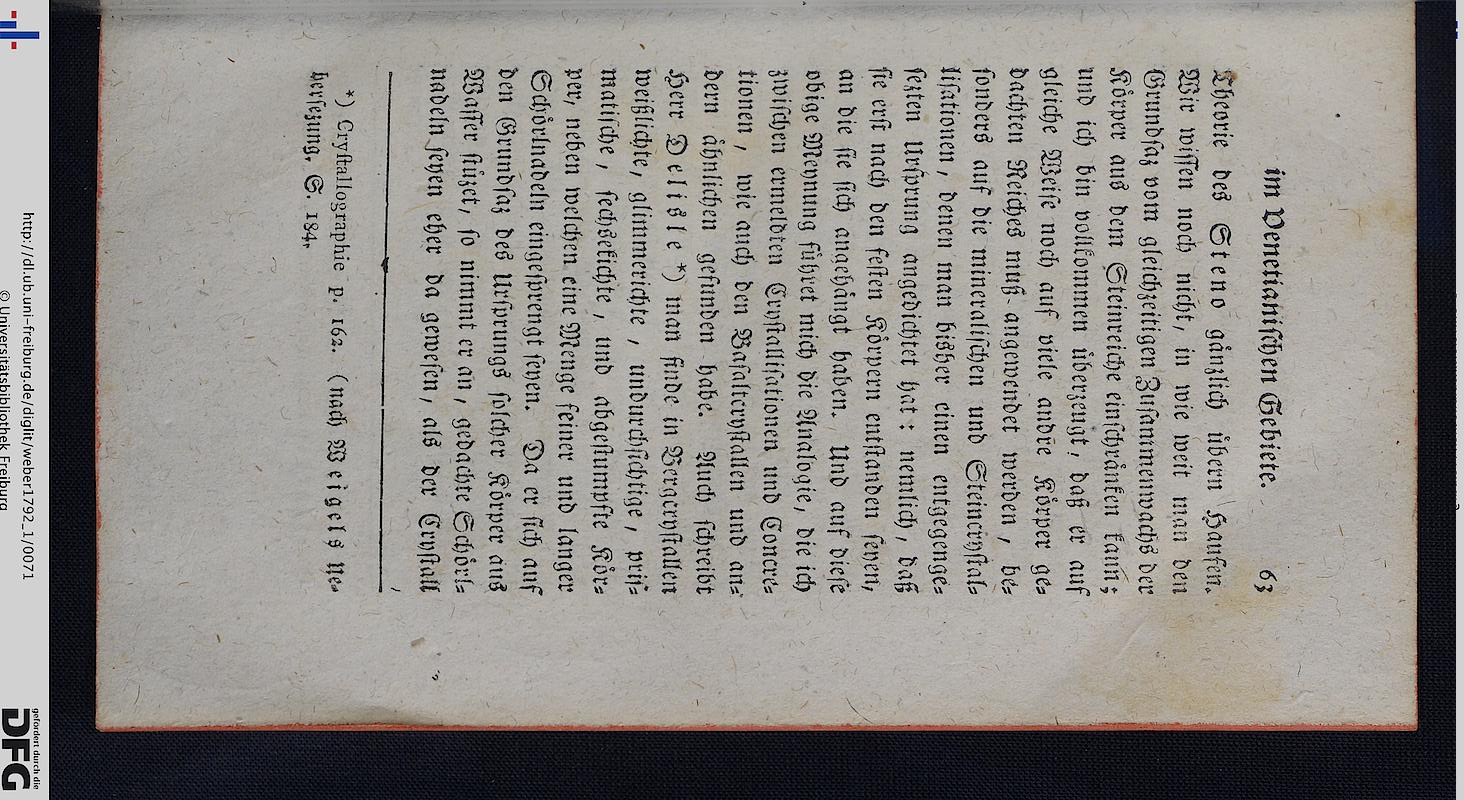 im Venetianischen Gebiete. 63
Theorie des Steno gänzlich übern Haufen.
Wir wissen noch nicht, in wie weit man den
Grundsaz vom gleichzeitigen Zusammenwachs der
Körper aus dem Steinreiche einschränken kann;
und ich bin vollkommen überzeugt, daß er auf
gleiche Weise noch auf viele andre Körper ge-
dachten Reiches muß angewendet werden, be-
sonders auf die mineralischen und Steincrystal-
lisationen, denen man bisher einen entgegenge-
sezten Ursprung angedichtet hat: nemlich, daß
sie erst nach den festen Körpern entstanden seyen,
an die sie sich angehängt haben. Und auf diese
obige Meynung führet mich die Analogie, die ich
zwischen ermeldten Crystallisationen und Concre-
tionen, wie auch den Basaltcrystallen und an-
dern ähnlichen gefunden habe. Auch schreibt
Herr Delisle *) man finde in Bergcrystallen
weißlichte, glimmerichte, undurchsichtige, pris-
matische, sechsekichte, und abgestumpfte Kör-
per, neben welchen eine Menge feiner und langer
Schörlnadeln eingesprengt seyen. Da er sich auf
den Grundsaz des Ursprungs solcher Körper aus
Wasser stüzet, so nimmt er an, gedachte Schörl-
nadeln seyen eher da gewesen, als der Crystall
*) Crystallographie p. 162. (nach Weigels Ue-
bersezung, S. 184.
http://dl.ub.uni-freiburg.de/diglit/weber1792_1/0071
© Universitätsbibliothek Freiburg
gefördert durch die
DFG